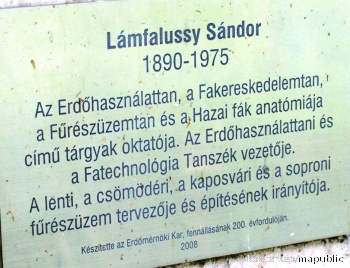 Lámfalussy Sándor
1890-1975
Az Erdőhasználattan, a Fakereskedelemtan,
a Fűrészüzemtan és a Hazai fák anatómiája
című tárgyak oktatója. Az Erdőhasználattani és
a Fatechnológia Tanszék vezetője.
A lenti, a csömödéri, a kaposvári és a soproni
fűrészüzem tervezője és építésének irányítója.
Készítette az Erdőmérnöki Kar, fennállásának 200. évfordulóján.
2008
/mapublic